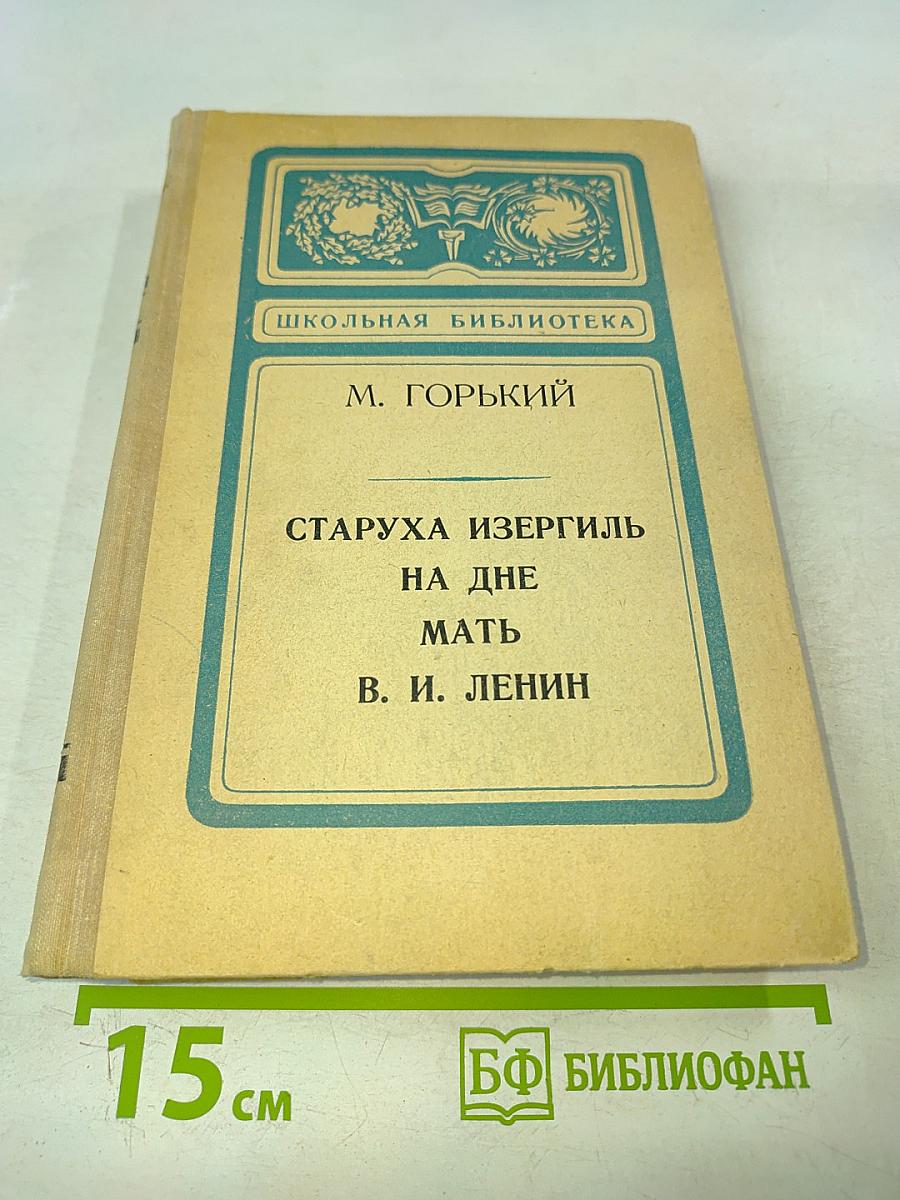 ШКОЛЬНАЯ БИБЛИОТЕКА
М. ГОРЬКИЙ
СТАРУХА ИЗЕРГИЛЬ
НА ДНЕ
МАТЬ
В. И. ЛЕНИН
15 см
БФ БИБЛИОФАН